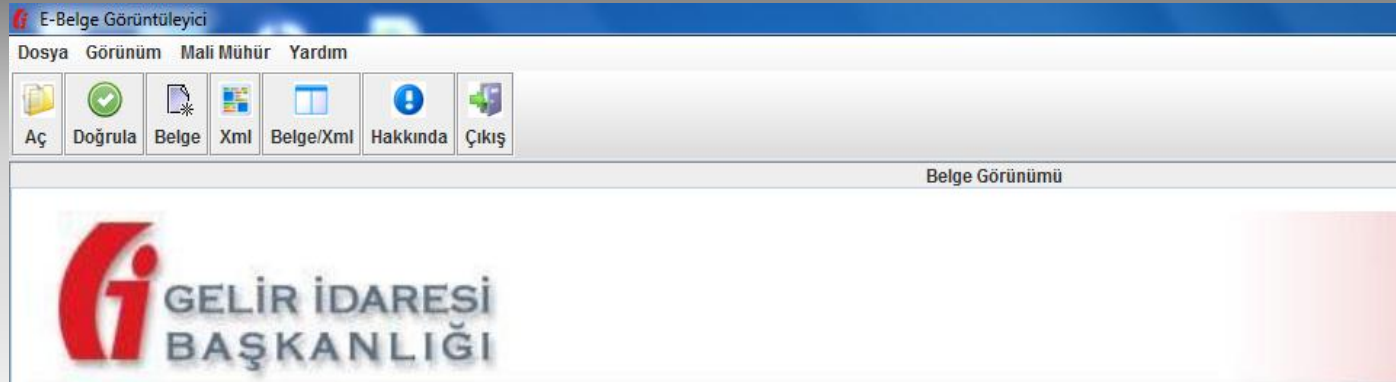 E-Belge Görüntüleyici
Dosya Görünüm Mali Mühür Yardım
Aç Doğrula Belge Xml Belge/Xml Hakkında Çıkış
Belge Görünümü
GELİR İDARESİ
BAŞKANLIĞI